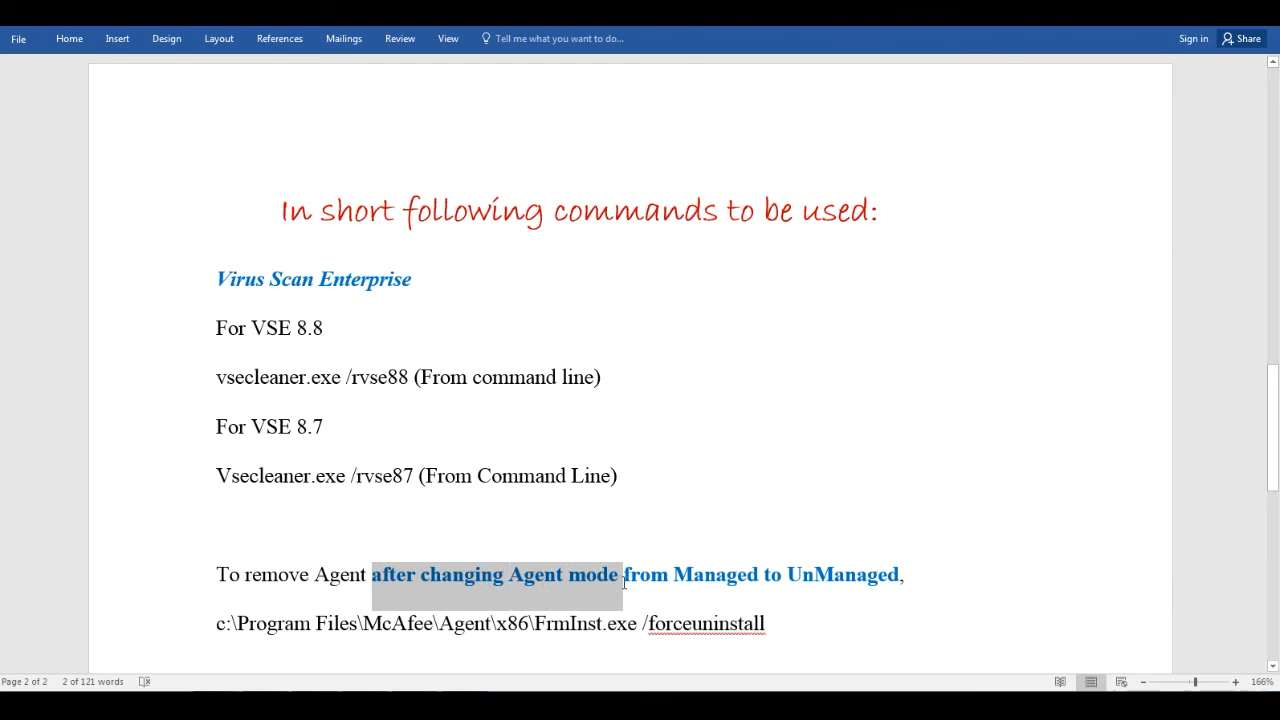 File Home Insert Design Layout References Mailings Review View Tell me what you want to do... Sign in Share
In short following commands to be used:
Virus Scan Enterprise
For VSE 8.8
vsecleaner.exe /rvse88 (From command line)
For VSE 8.7
Vsecleaner.exe /rvse87 (From Command Line)
To remove Agent after changing Agent mode from Managed to UnManaged,
c:\Program Files\McAfee\Agent\x86\FrmInst.exe /forceuninstall
Page 2 of 2 2 of 121 words 166%